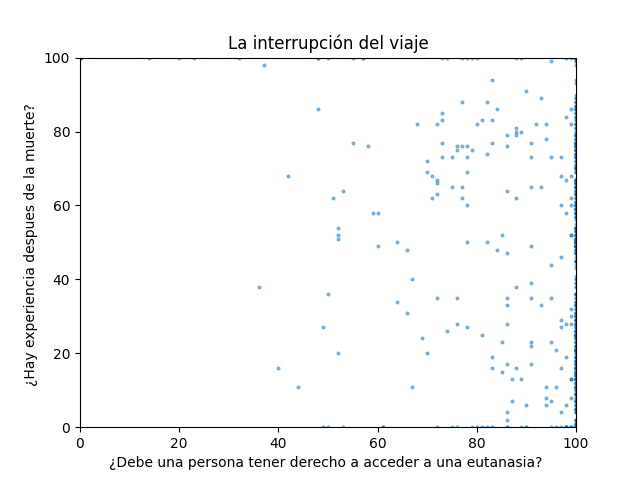 La interrupción del viaje
100
80
60
40
20
0
¿Hay experiencia despues de la muerte?
0 20 40 60 80 100
¿Debe una persona tener derecho a acceder a una eutanasia?